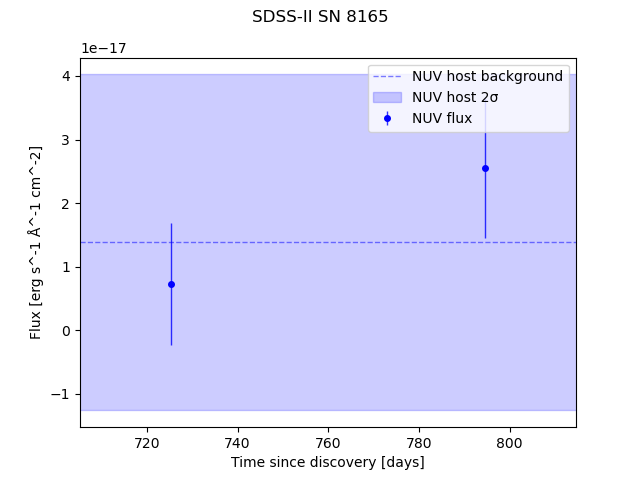 SDSS-II SN 8165
1e−17
NUV host background
NUV host 2σ
NUV flux
4
3
2
1
0
−1
Flux [erg s^-1 Å^-1 cm^-2]
720
740
760
780
800
Time since discovery [days]